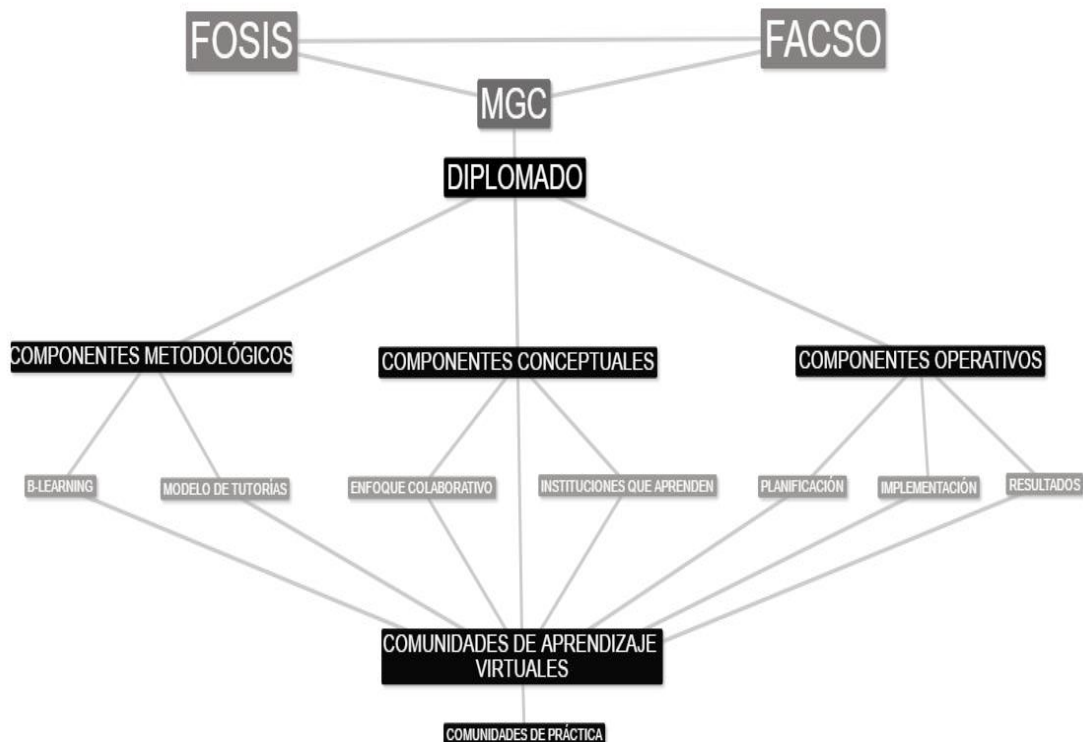 FOSIS
FACSO
MGC
DIPLOMADO
COMPONENTES METODOLÓGICOS
COMPONENTES CONCEPTUALES
COMPONENTES OPERATIVOS
B-LEARNING
MODELO DE TUTORÍAS
ENFOQUE COLABORATIVO
INSTITUCIONES QUE APRENDEN
PLANIFICACIÓN
IMPLEMENTACIÓN
RESULTADOS
COMUNIDADES DE APRENDIZAJE
VIRTUALES
COMUNIDADES DE PRÁCTICA